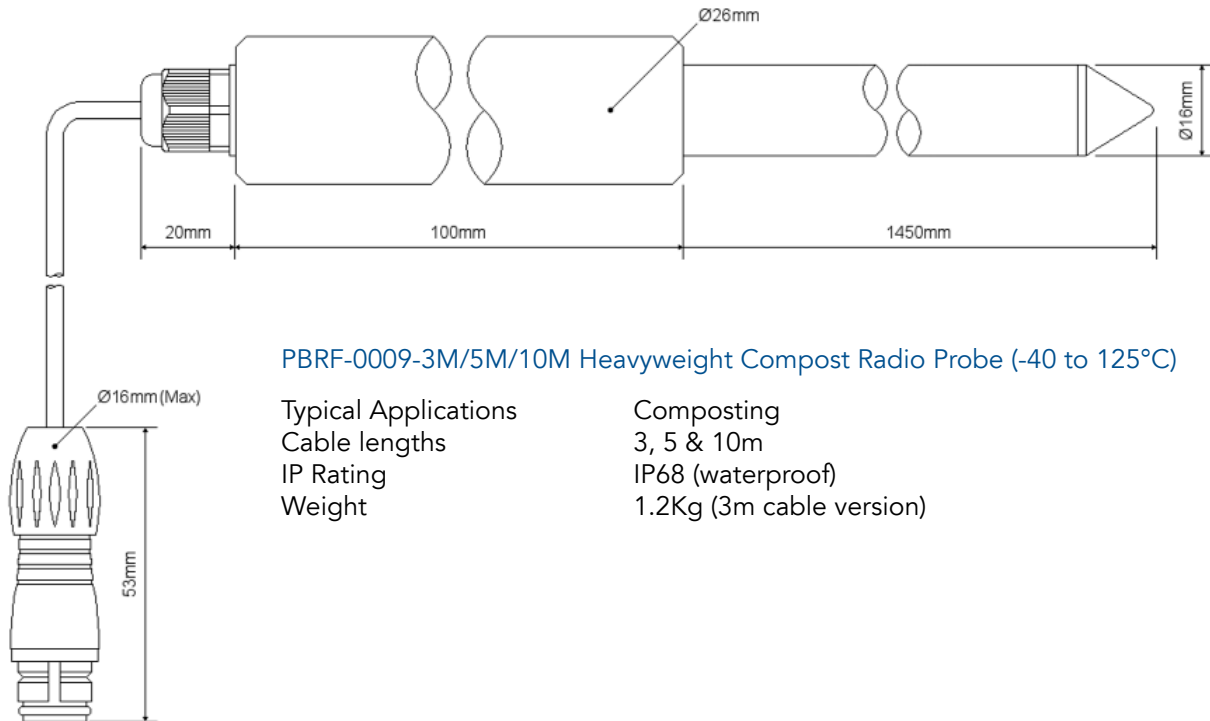 Ø26mm
Ø16mm
20mm
100mm
1450mm
PBRF-0009-3M/5M/10M Heavyweight Compost Radio Probe (-40 to 125°C)
Ø16mm(Max)
Typical Applications Composting
Cable lengths 3, 5 & 10m
IP Rating IP68 (waterproof)
Weight 1.2Kg (3m cable version)
53mm